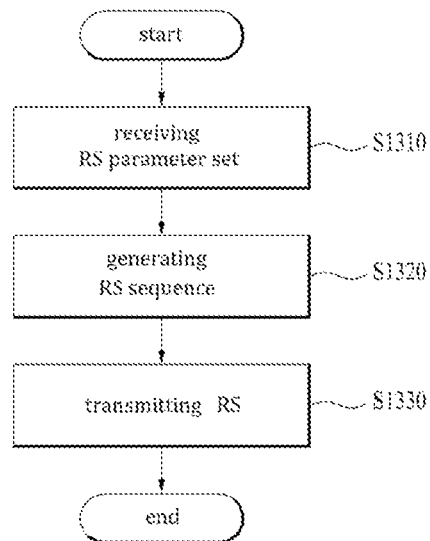 start
receiving
RS parameter set
S1310
generating
RS sequence
S1320
transmitting RS
S1330
end